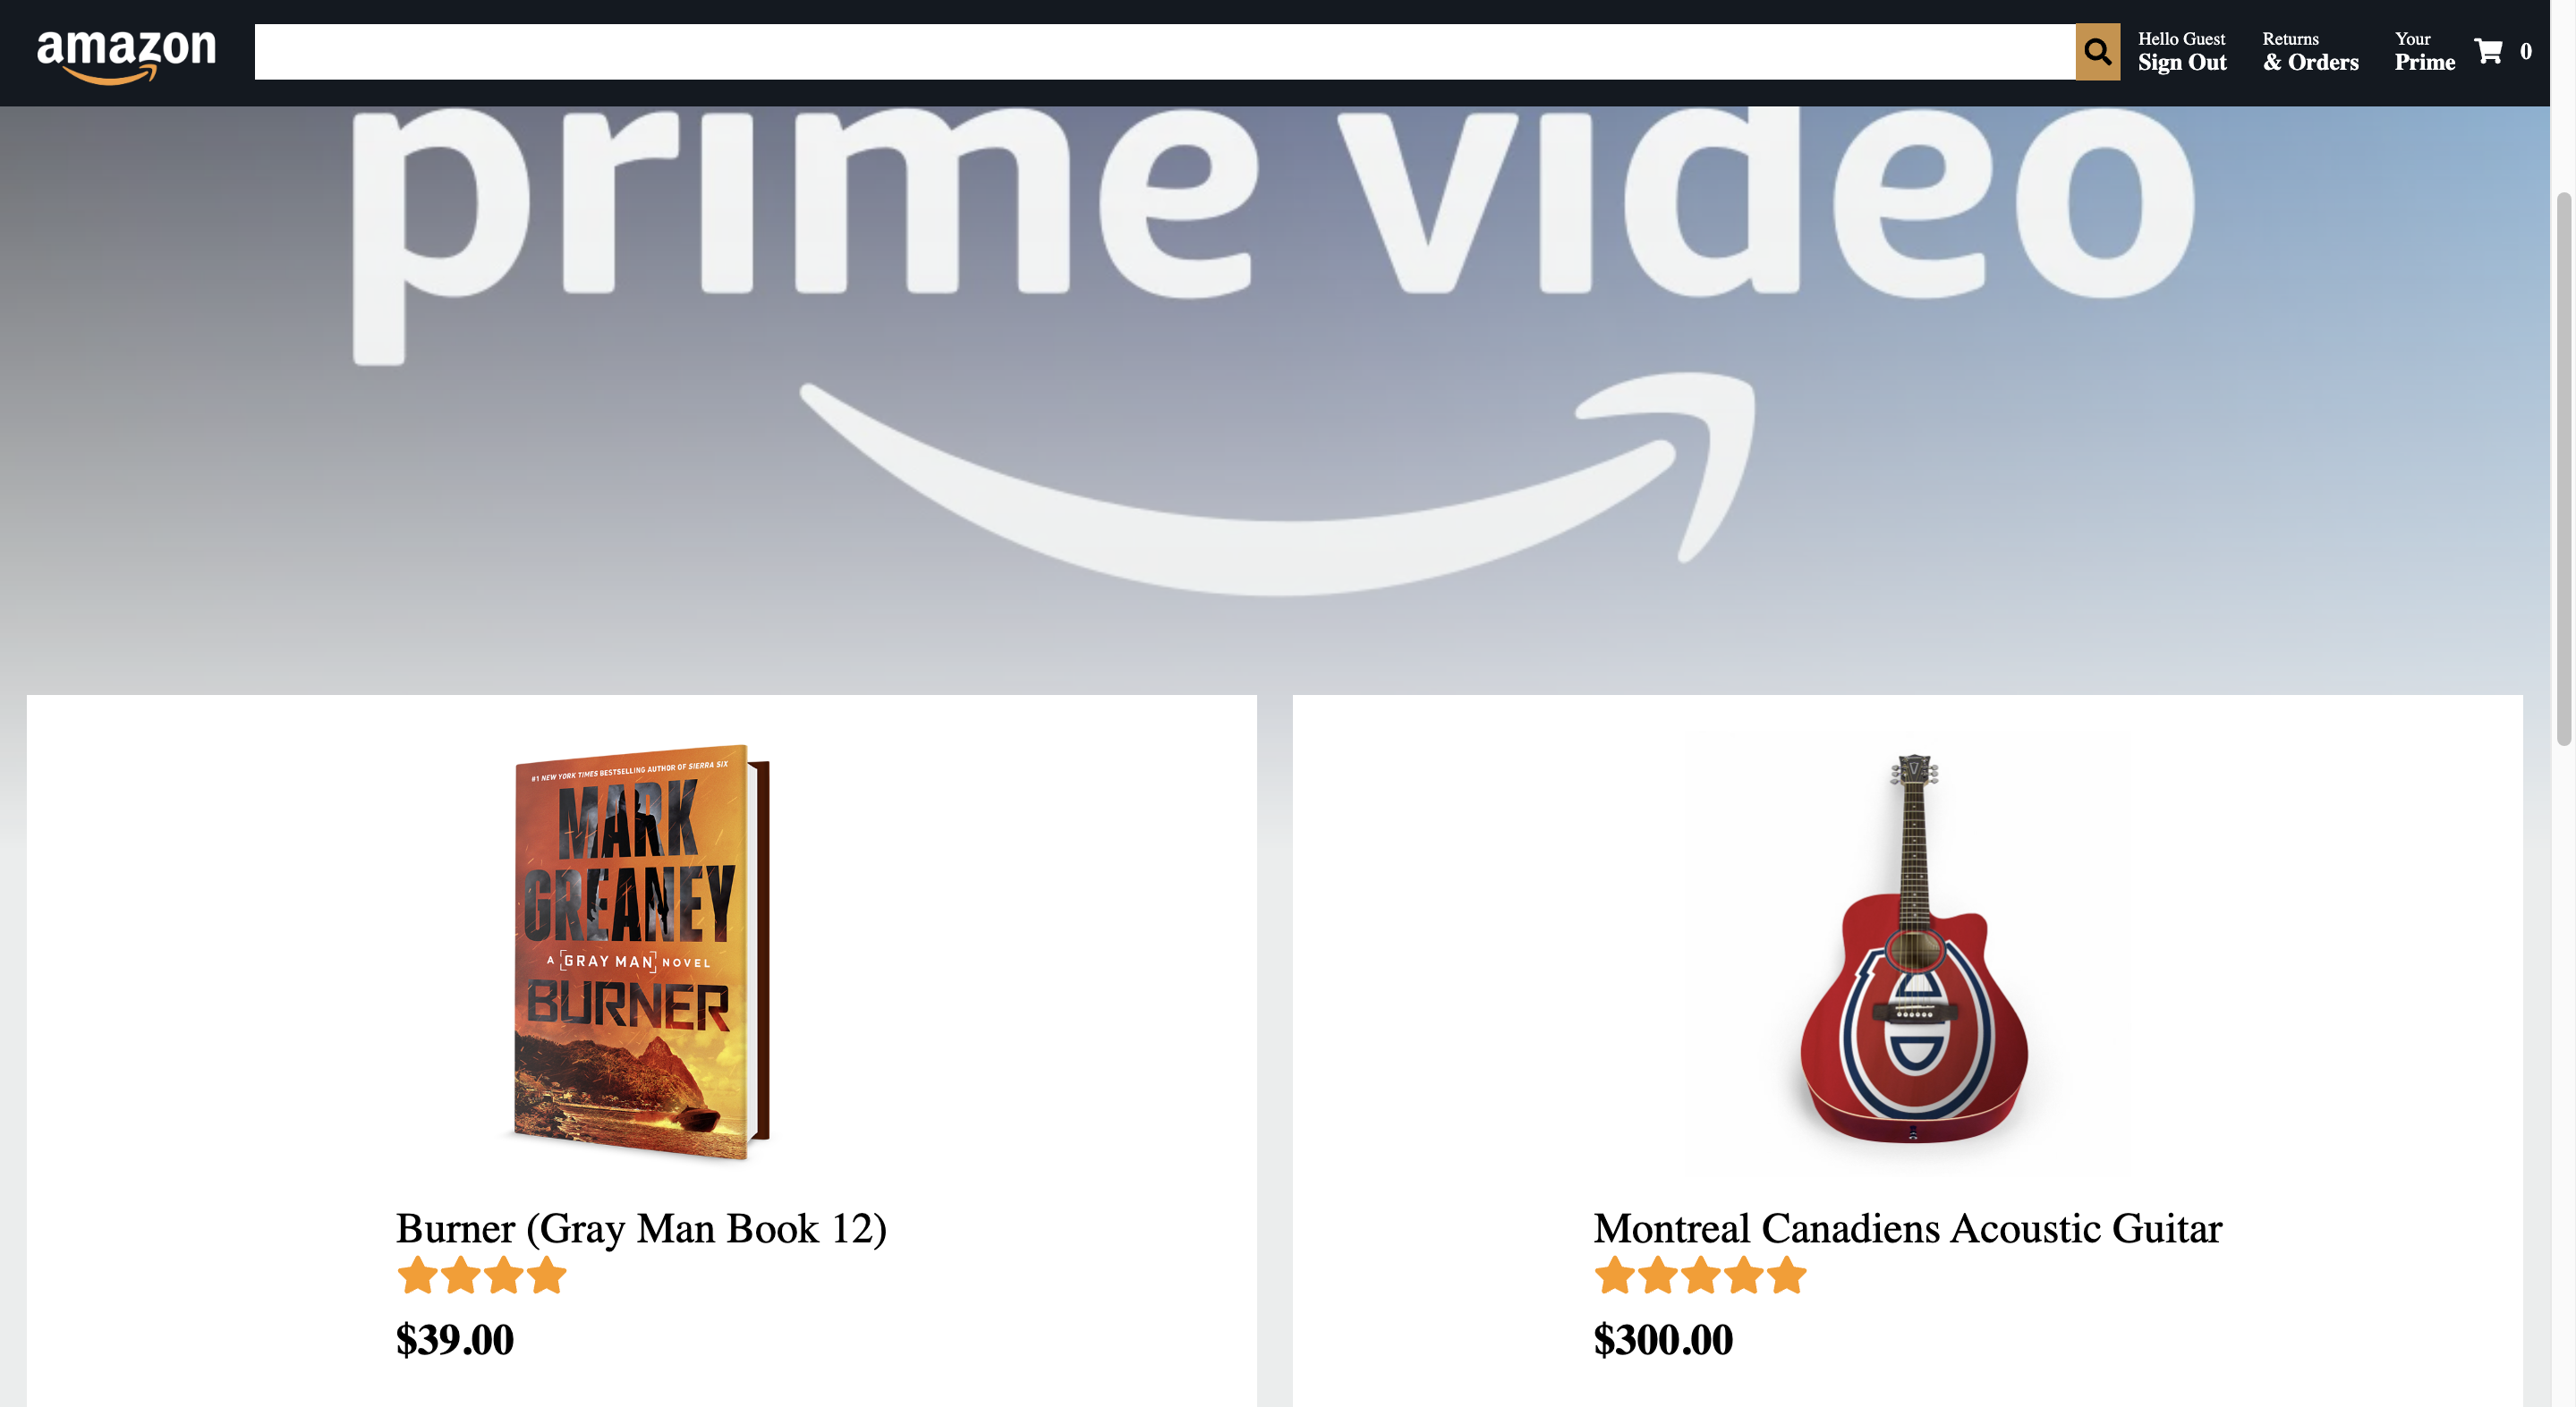 amazon
Hello Guest
Sign Out
Returns
& Orders
Your
Prime
0
prime video
#1 NEW YORK TIMES BESTSELLING AUTHOR OF SIERRA SIX
MARK
GREANEY
A [GRAY MAN] NOVEL
BURNER
Burner (Gray Man Book 12)
$39.00
Montreal Canadiens Acoustic Guitar
$300.00